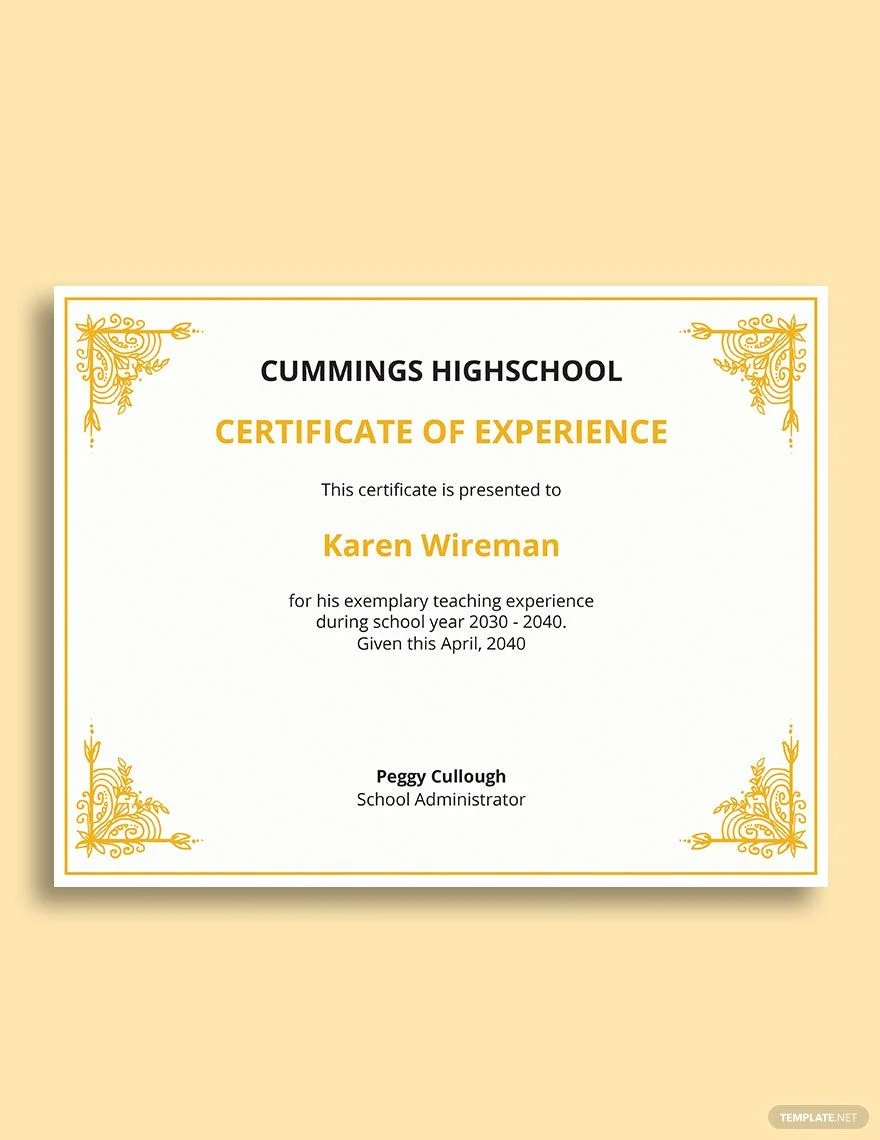 CUMMINGS HIGHSCHOOL
CERTIFICATE OF EXPERIENCE
This certificate is presented to
Karen Wireman
for his exemplary teaching experience
during school year 2030 - 2040.
Given this April, 2040
Peggy Cullough
School Administrator
TEMPLATE.NET